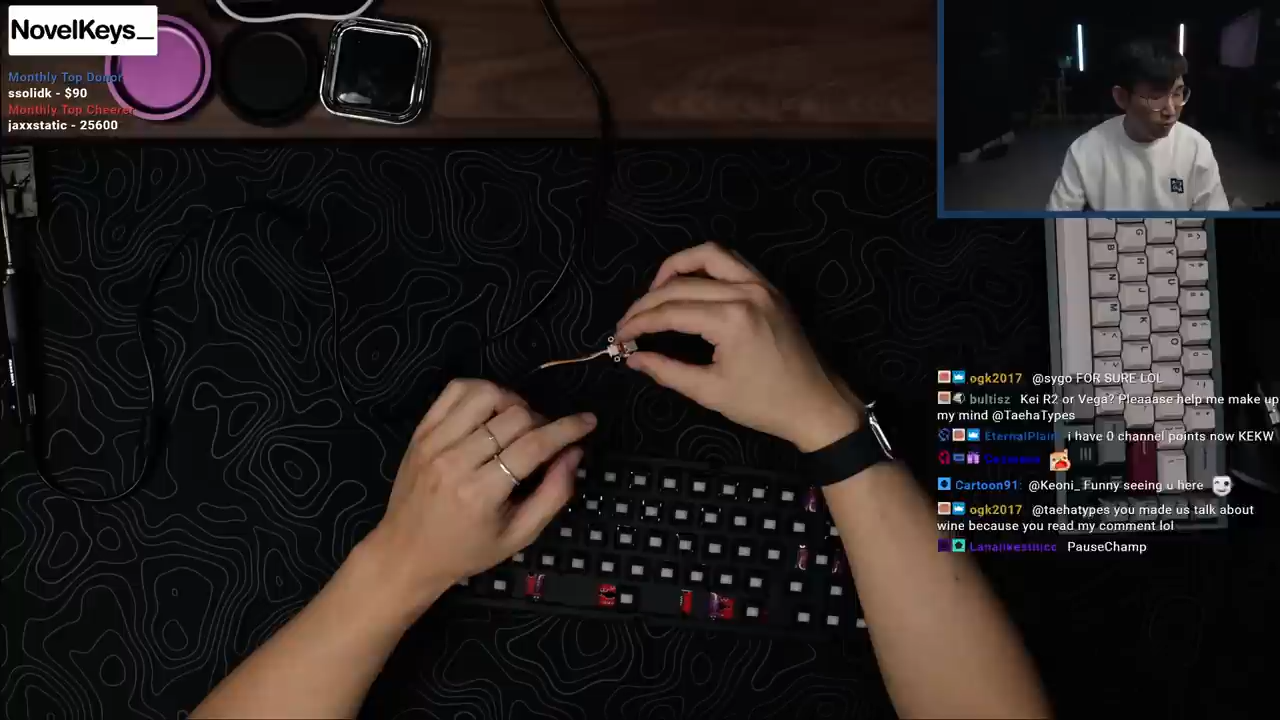 NovelKeys_
Monthly Top Donor
ssolidk - $90
Monthly Top Cheerer
jaxxstatic - 25600
ogk2017 @sygo FOR SURE LOL
bultisz Kei R2 or Vega? Pleaaase help me make up
my mind @TaehaTypes
EternalPlain: i have 0 channel points now KEKW
Cartoon91: @Keoni_ Funny seeing u here
ogk2017 @taehatypes you made us talk about
wine because you read my comment lol
PauseChamp